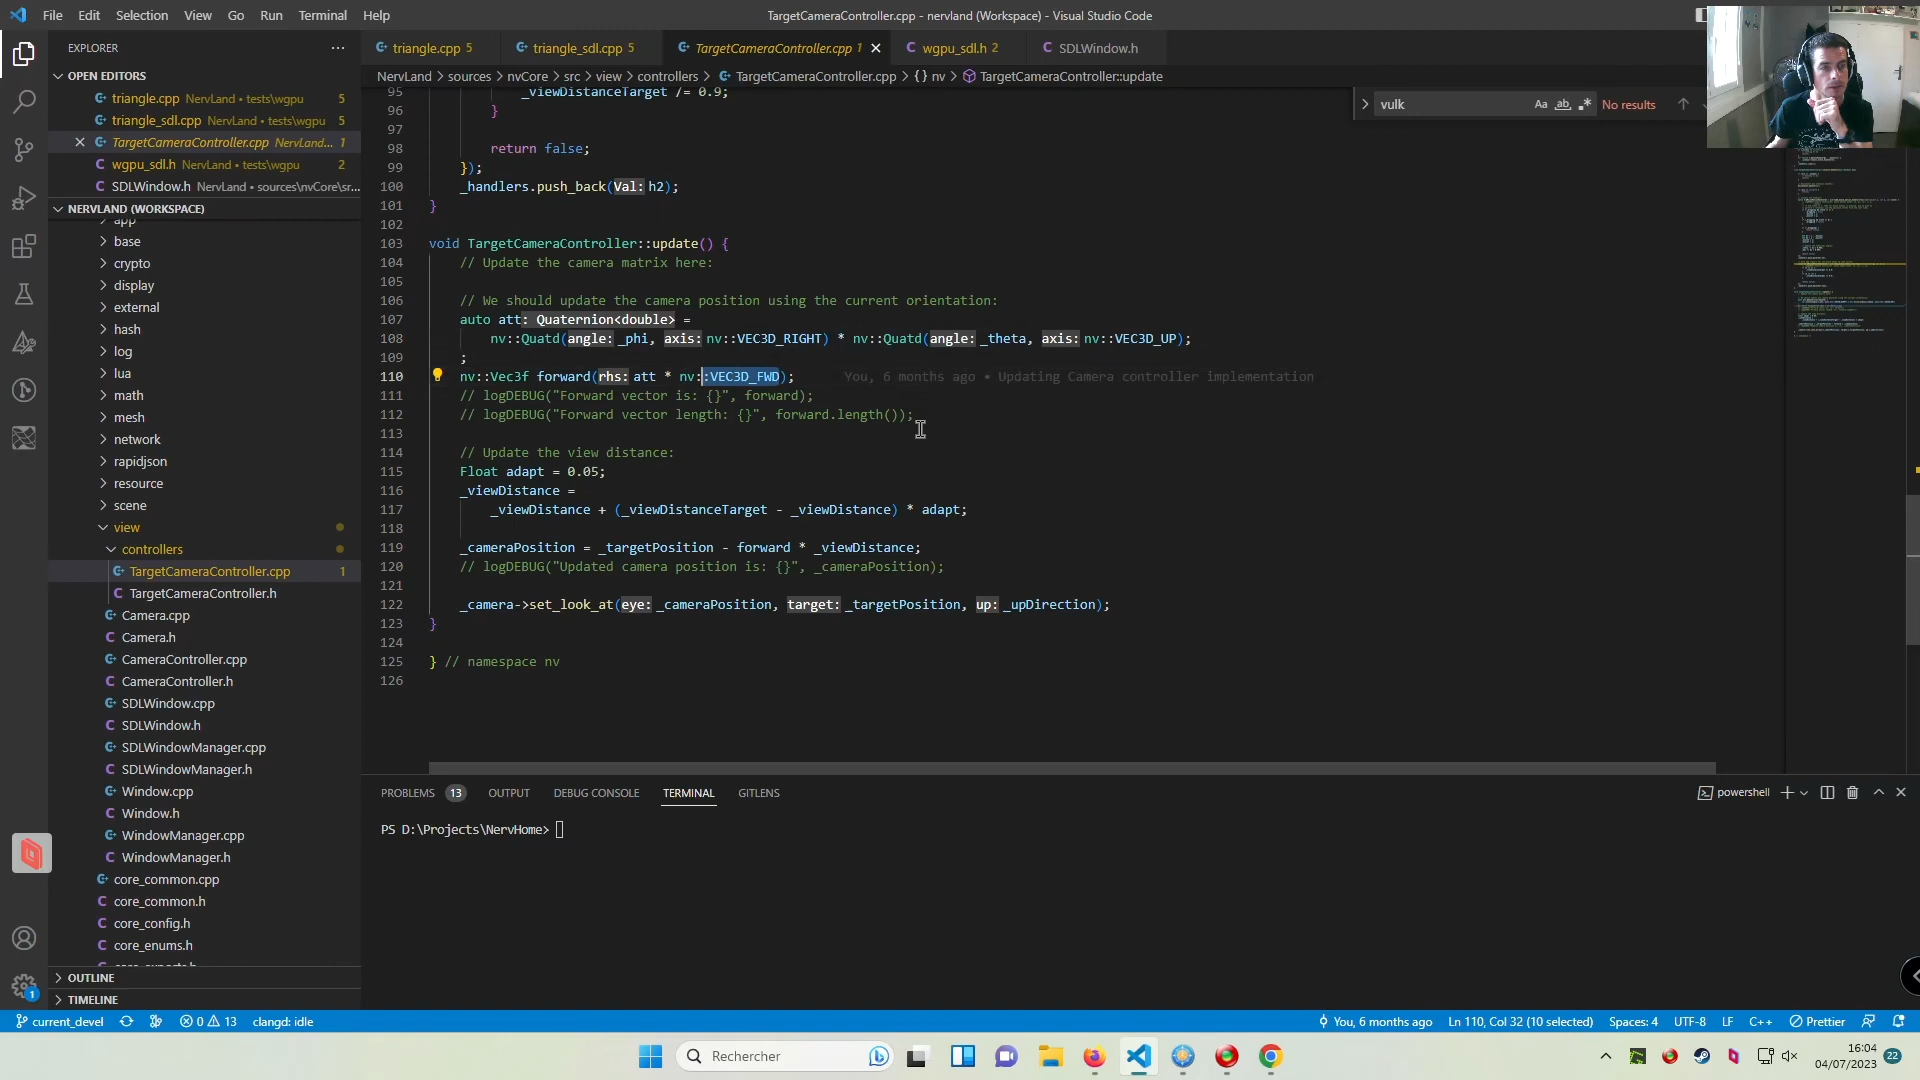 File Edit Selection View Go Run Terminal Help
TargetCameraController.cpp - nervland (Workspace) - Visual Studio Code
EXPLORER
OPEN EDITORS
triangle.cpp NervLand • tests\wgpu 5
triangle_sdl.cpp NervLand • tests\wgpu 5
TargetCameraController.cpp NervLand... 1
wgpu_sdl.h NervLand • tests\wgpu 2
SDLWindow.h NervLand • sources\nvCore\sr...
NERVLAND (WORKSPACE)
app
base
crypto
display
external
hash
log
lua
math
mesh
network
rapidjson
resource
scene
view
controllers
TargetCameraController.cpp 1
TargetCameraController.h
Camera.cpp
Camera.h
CameraController.cpp
CameraController.h
SDLWindow.cpp
SDLWindow.h
SDLWindowManager.cpp
SDLWindowManager.h
Window.cpp
Window.h
WindowManager.cpp
WindowManager.h
core_common.cpp
core_common.h
core_config.h
core_enums.h
OUTLINE
TIMELINE
triangle.cpp 5
triangle_sdl.cpp 5
TargetCameraController.cpp 1
wgpu_sdl.h 2
SDLWindow.h
NervLand > sources > nvCore > src > view > controllers > TargetCameraController.cpp > {} nv > TargetCameraController::update
vulk
Aa ab No results
95 _viewDistanceTarget /= 0.9;
96 }
97
98 return false;
99 });
100 _handlers.push_back(Val: h2);
101 }
102
103 void TargetCameraController::update() {
104 // Update the camera matrix here:
105
106 // We should update the camera position using the current orientation:
107 auto att: Quaternion<double> =
108 nv::Quatd(angle: _phi, axis: nv::VEC3D_RIGHT) * nv::Quatd(angle: _theta, axis: nv::VEC3D_UP);
109 ;
110 nv::Vec3f forward(rhs: att * nv::VEC3D_FWD); You, 6 months ago • Updating Camera controller implementation
111 // logDEBUG("Forward vector is: {}", forward);
112 // logDEBUG("Forward vector length: {}", forward.length());
113
114 // Update the view distance:
115 Float adapt = 0.05;
116 _viewDistance =
117 _viewDistance + (_viewDistanceTarget - _viewDistance) * adapt;
118
119 _cameraPosition = _targetPosition - forward * _viewDistance;
120 // logDEBUG("Updated camera position is: {}", _cameraPosition);
121
122 _camera->set_look_at(eye: _cameraPosition, target: _targetPosition, up: _upDirection);
123 }
124
125 } // namespace nv
126
PROBLEMS 13 OUTPUT DEBUG CONSOLE TERMINAL GITLENS
powershell
PS D:\Projects\NervHome>
1
current_devel 0 13 clangd: idle
You, 6 months ago Ln 110, Col 32 (10 selected) Spaces: 4 UTF-8 LF C++ Prettier
Rechercher
16:04
04/07/2023
22